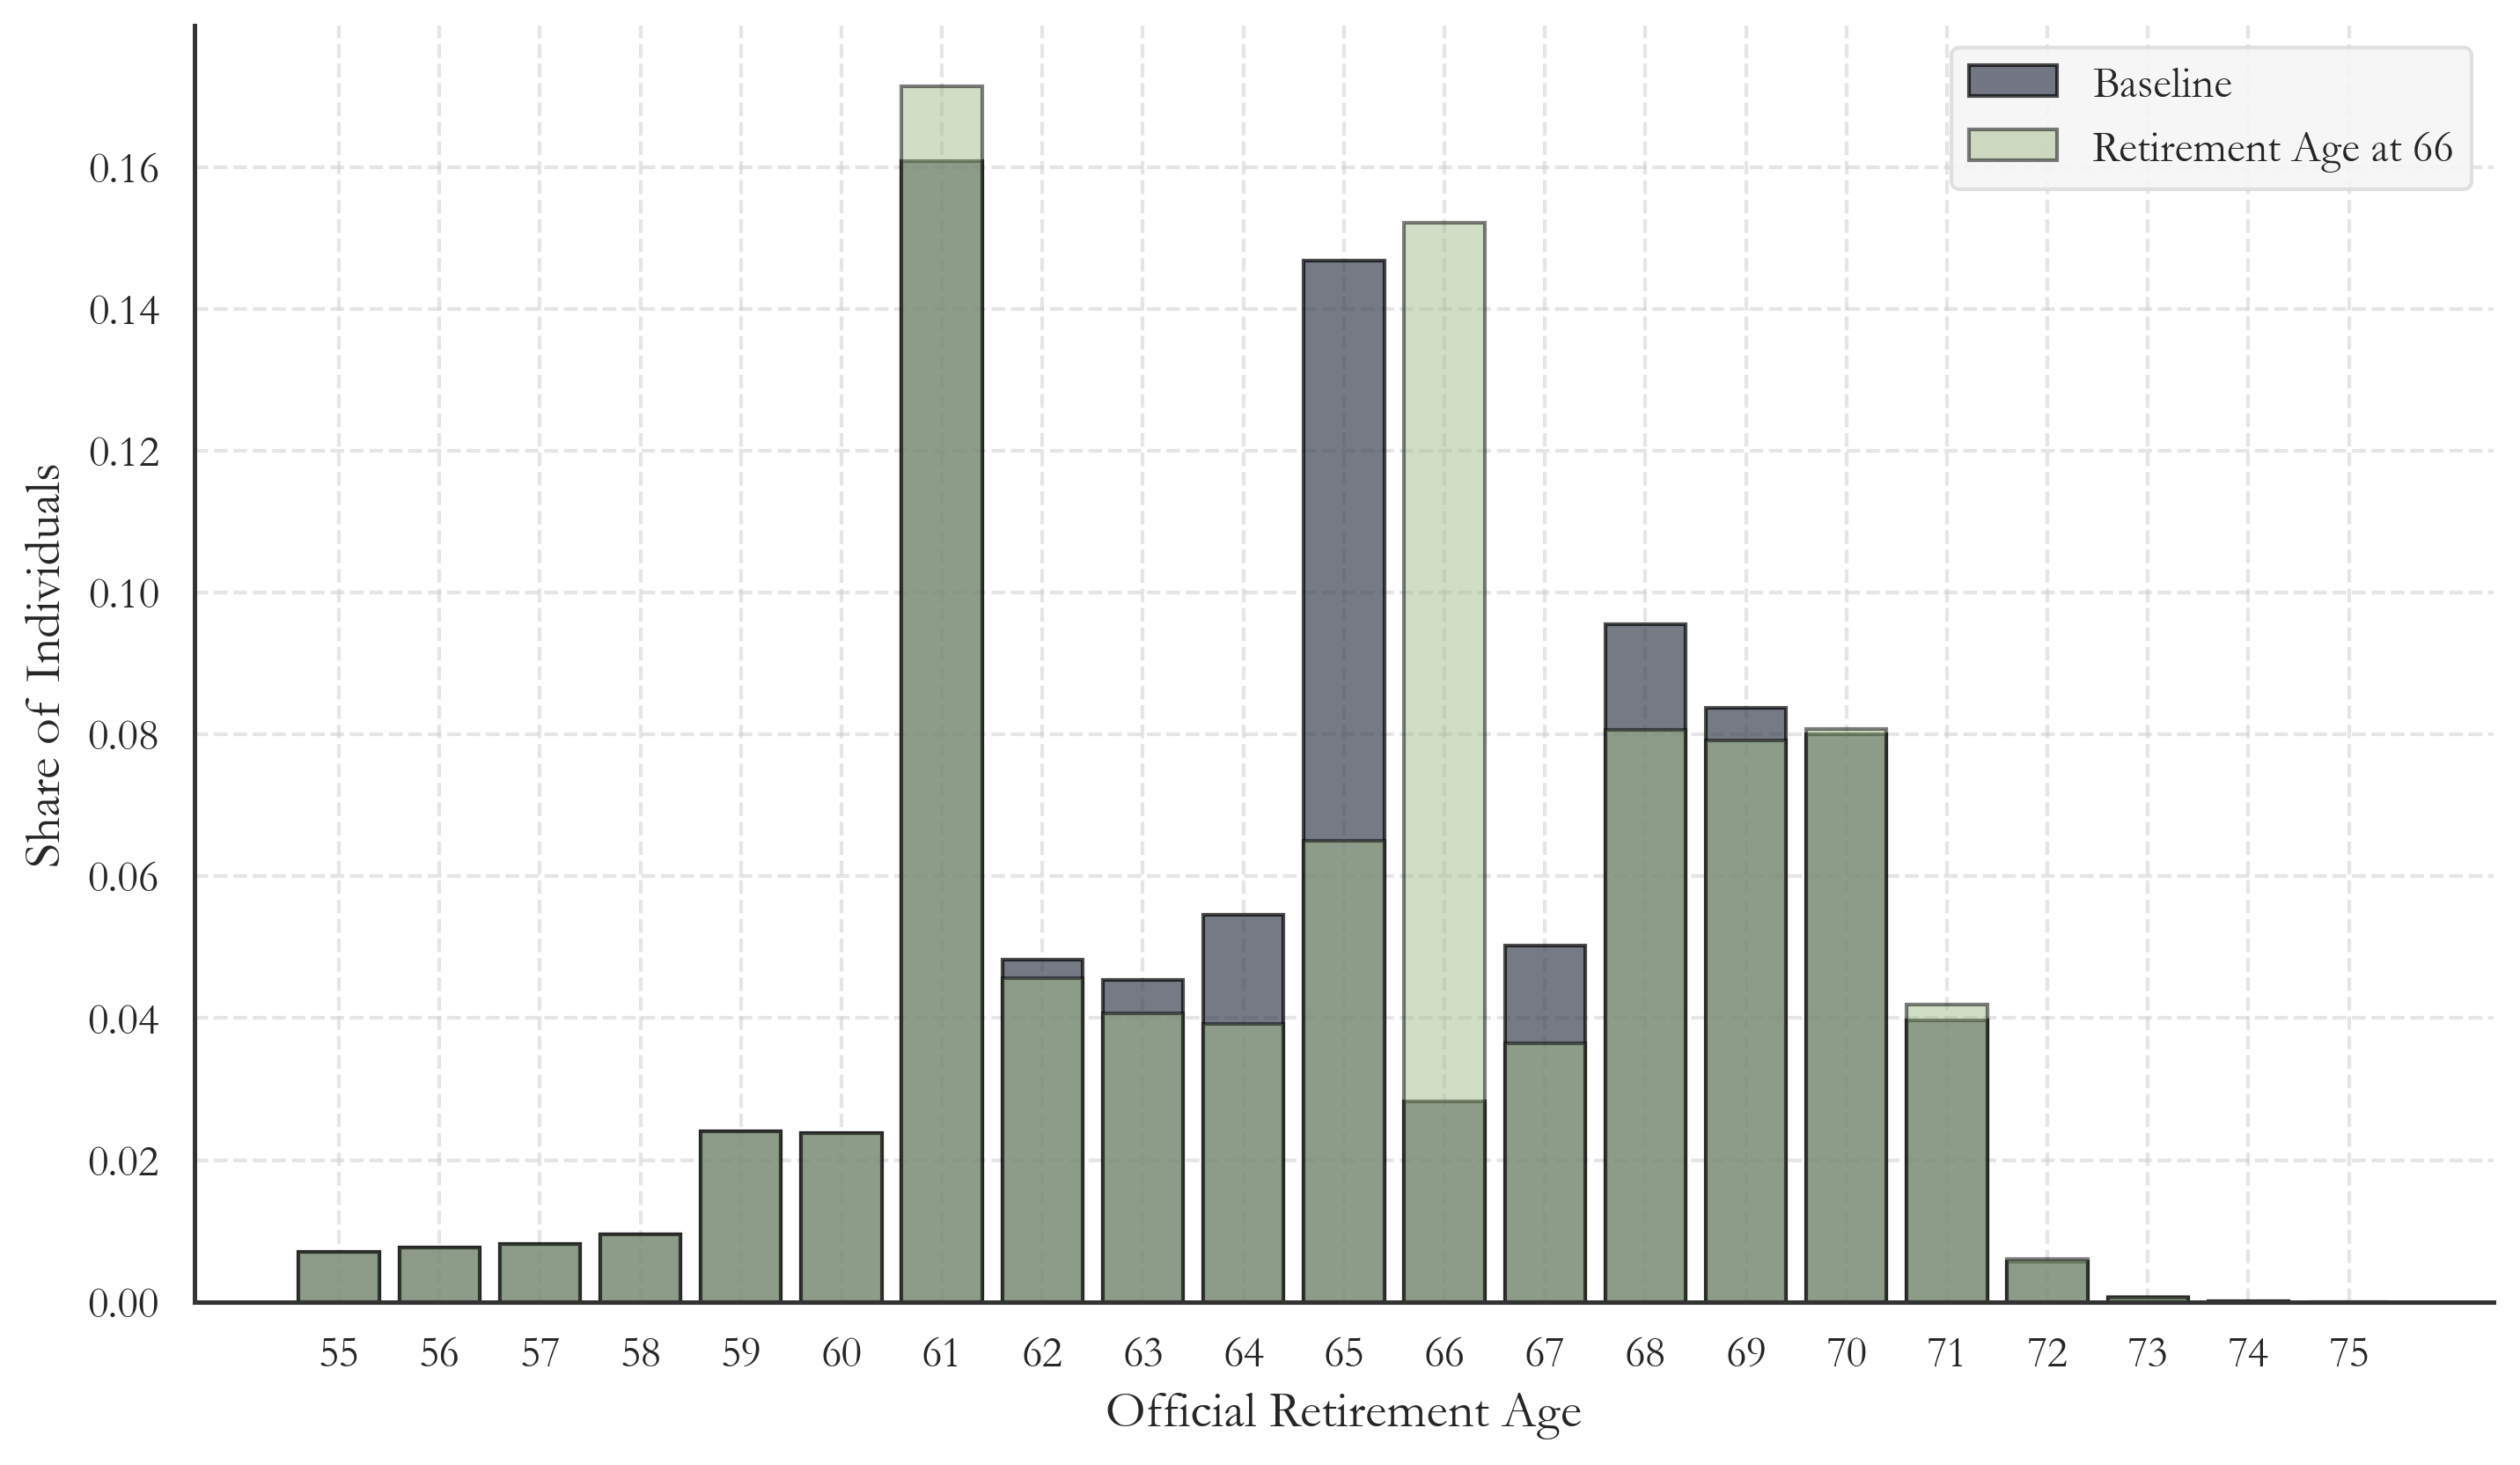 Baseline
Retirement Age at 66
Share of Individuals
0.16
0.14
0.12
0.10
0.08
0.06
0.04
0.02
0.00
55 56 57 58 59 60 61 62 63 64 65 66 67 68 69 70 71 72 73 74 75
Official Retirement Age